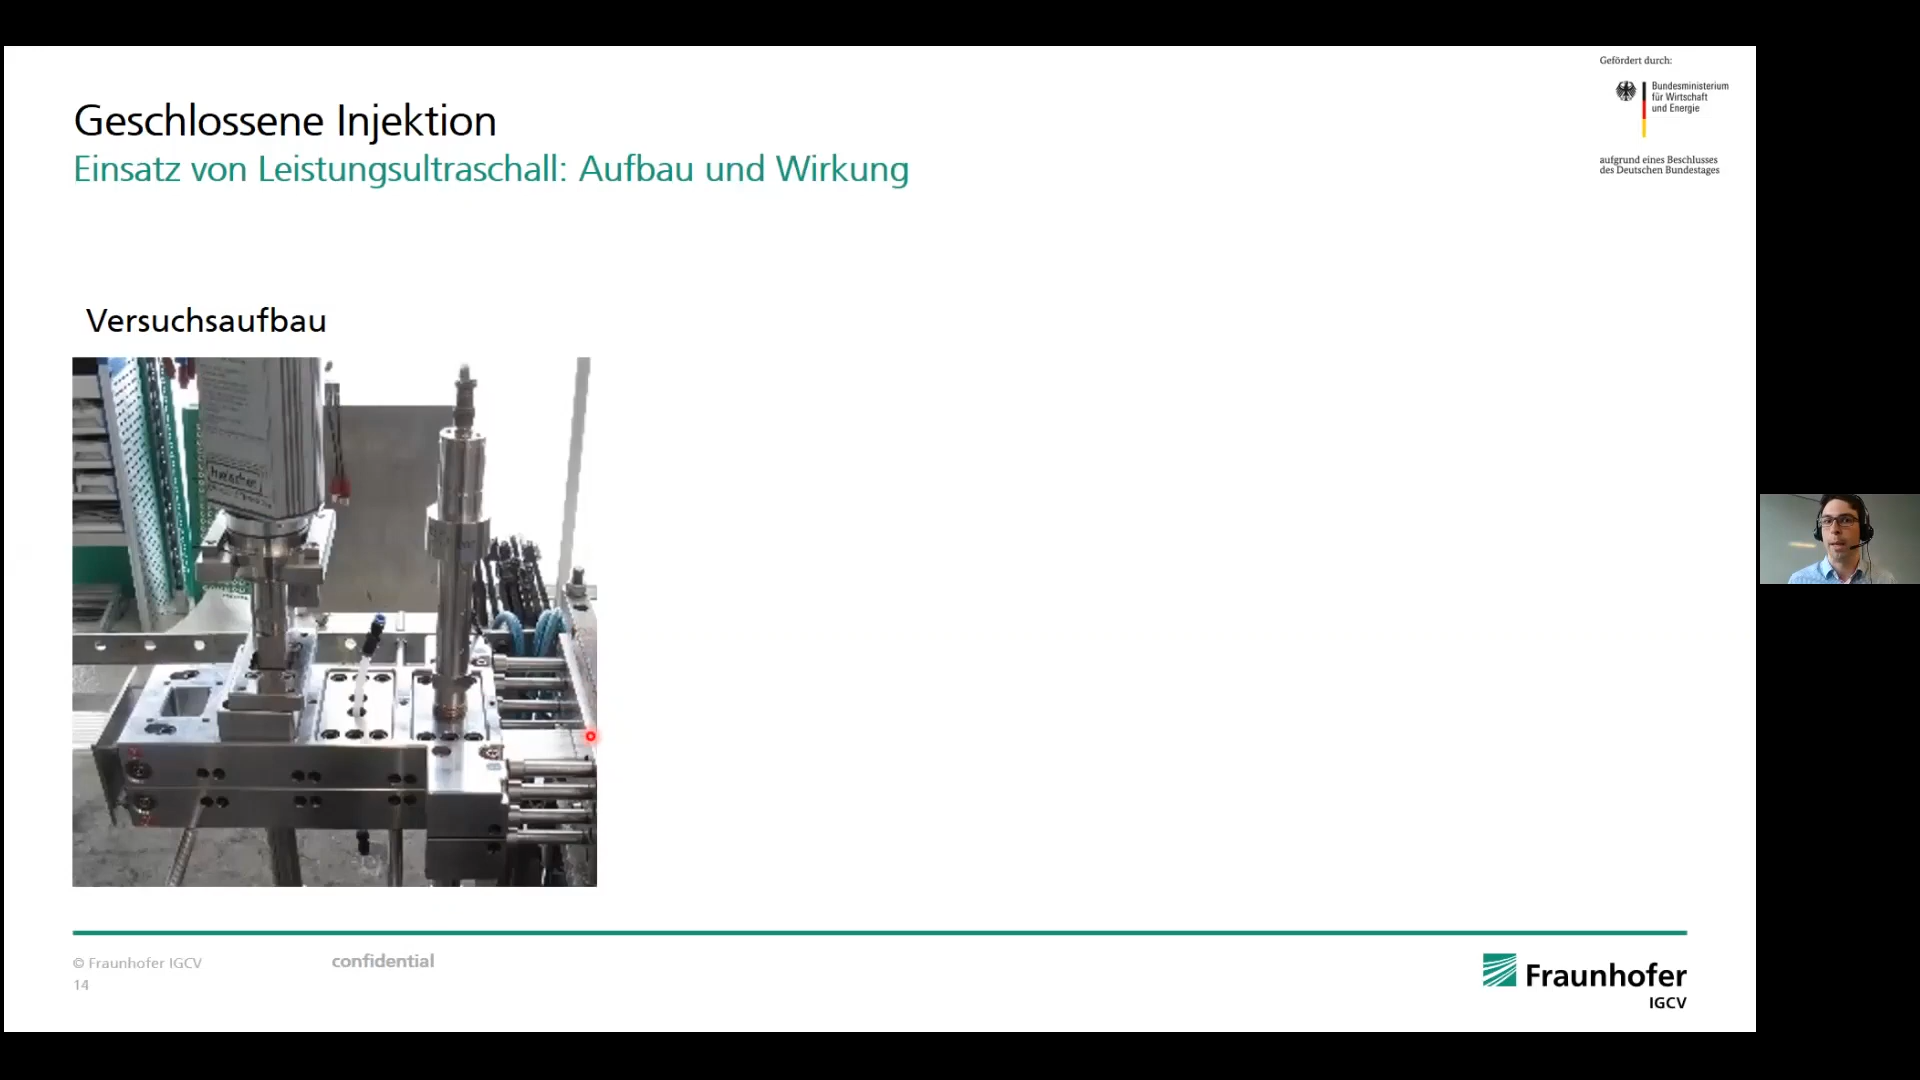 Gefördert durch:
Bundesministerium
für Wirtschaft
und Energie
aufgrund eines Beschlusses
des Deutschen Bundestages
Geschlossene Injektion
Einsatz von Leistungsultraschall: Aufbau und Wirkung
Versuchsaufbau
© Fraunhofer IGCV
confidential
14
Fraunhofer
IGCV